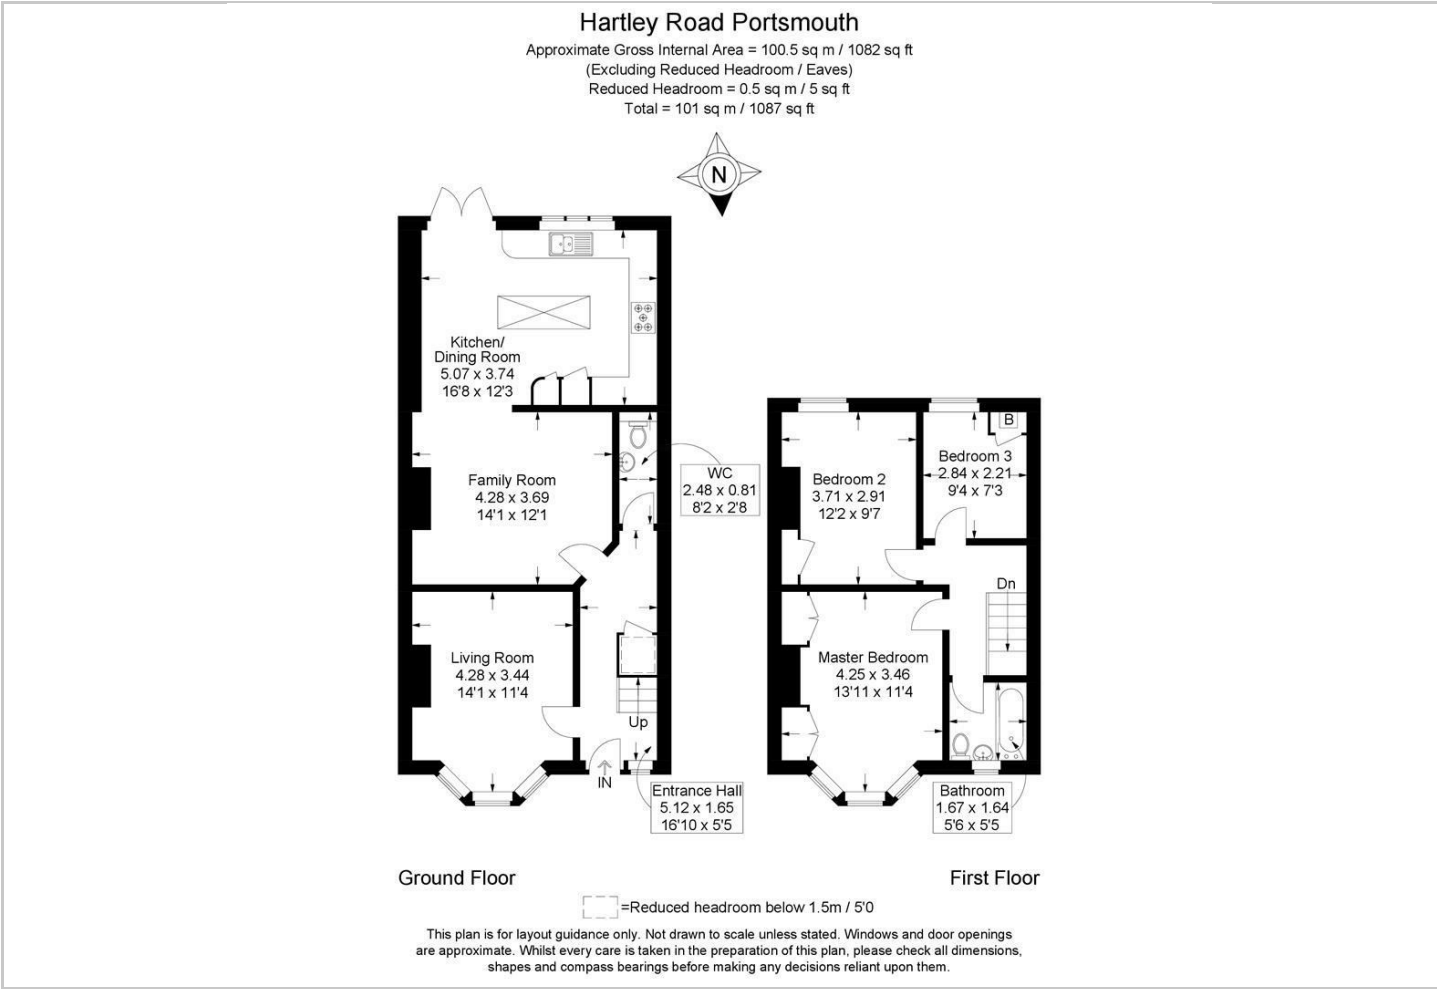 Hartley Road Portsmouth
Approximate Gross Internal Area = 100.5 sq m / 1082 sq ft
(Excluding Reduced Headroom / Eaves)
Reduced Headroom = 0.5 sq m / 5 sq ft
Total = 101 sq m / 1087 sq ft
N
Kitchen/
Dining Room
5.07 x 3.74
16'8 x 12'3
Family Room
4.28 x 3.69
14'1 x 12'1
WC
2.48 x 0.81
8'2 x 2'8
Living Room
4.28 x 3.44
14'1 x 11'4
Up
IN
Entrance Hall
5.12 x 1.65
16'10 x 5'5
Bedroom 2
3.71 x 2.91
12'2 x 9'7
B
Bedroom 3
2.84 x 2.21
9'4 x 7'3
Dn
Master Bedroom
4.25 x 3.46
13'11 x 11'4
Bathroom
1.67 x 1.64
5'6 x 5'5
Ground Floor
First Floor
=Reduced headroom below 1.5m / 5'0
This plan is for layout guidance only. Not drawn to scale unless stated. Windows and door openings
are approximate. Whilst every care is taken in the preparation of this plan, please check all dimensions,
shapes and compass bearings before making any decisions reliant upon them.